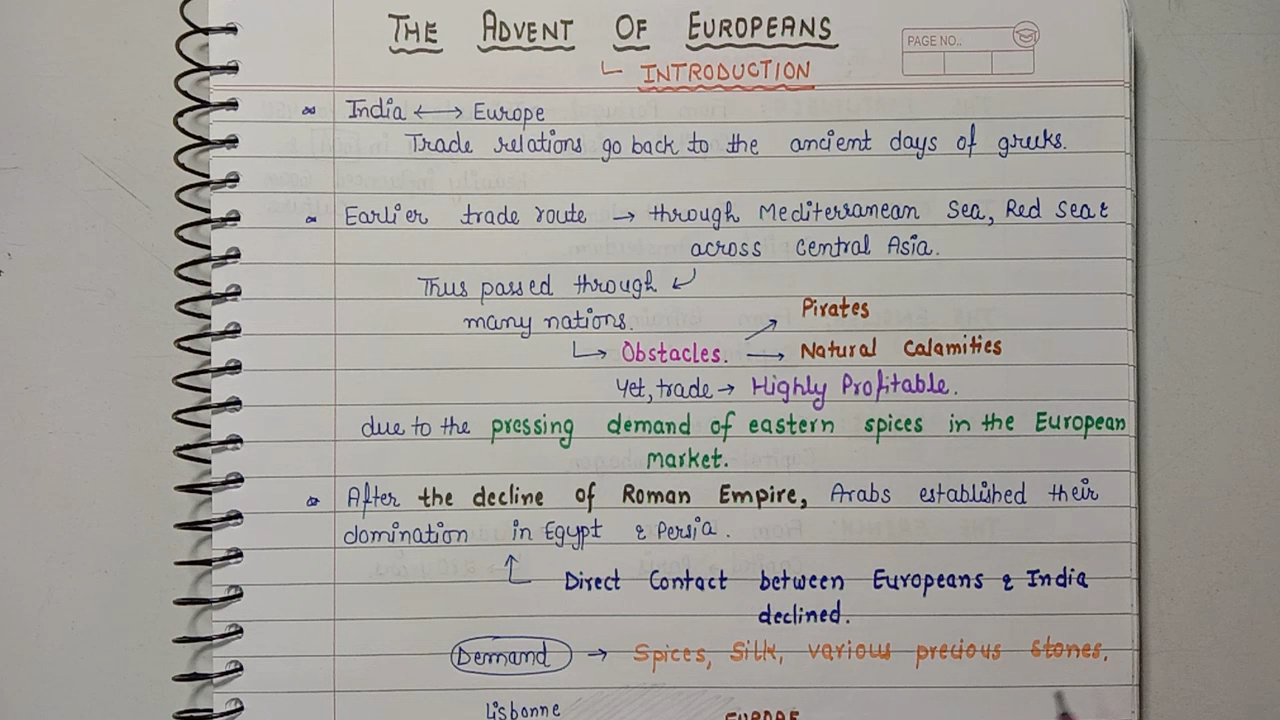 THE ADVENT OF EUROPEANS
PAGE NO..
INTRODUCTION
India ↔ Europe
Trade relations go back to the ancient days of greeks.
Earlier trade route → through Mediterranean Sea, Red Sea &
across Central Asia.
Thus passed through
many nations.
Pirates
↳ Obstacles. → Natural Calamities
Yet, trade → Highly Profitable.
due to the pressing demand of eastern spices in the European
market.
After the decline of Roman Empire, Arabs established their
domination in Egypt & Persia.
Direct Contact between Europeans & India
declined.
Demand → Spices, Silk, various precious stones.
Lisbonne
EUROPE